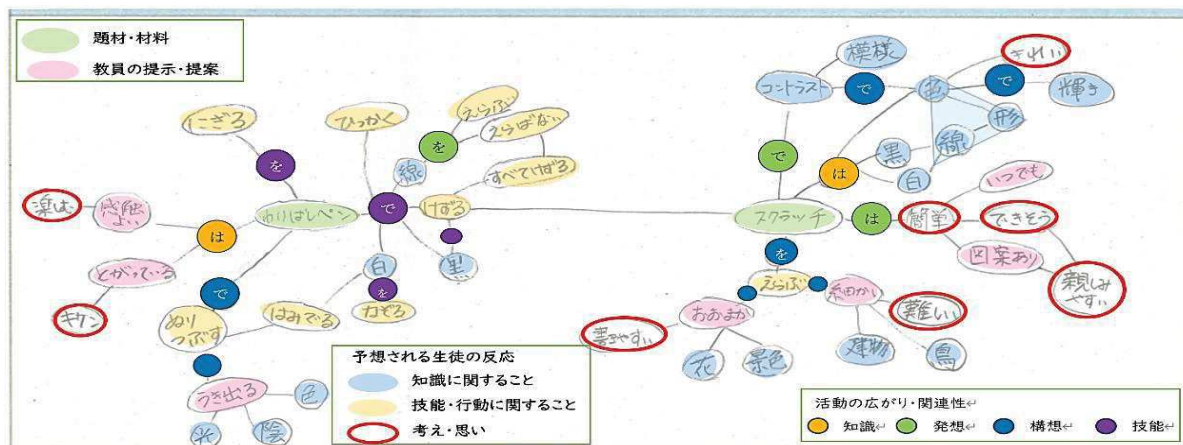 題材・材料
教員の提示・提案
にぎる
ひっかく
えらぶ
えらばない
すべてけずる
を
を
線
楽しむ
感触よい
は
わりばしペン
で
けずる
とがっている
キケン
で
白
黒
を
なぞる
ぬりつぶす
はみでる
うき出る
色
光
陰
予想される生徒の反応
知識に関すること
技能・行動に関すること
考え・思い
模様
コントラスト
で
きれい
で
輝き
形
線
黒
白
で
は
スクラッチ
は
簡単
いつでも
できそう
図案あり
親しみやすい
を
えらぶ
おおまか
細かい
難しい
書きやすい
花
景色
建物
鳥
活動の広がり・関連性
知識
発想
構想
技能